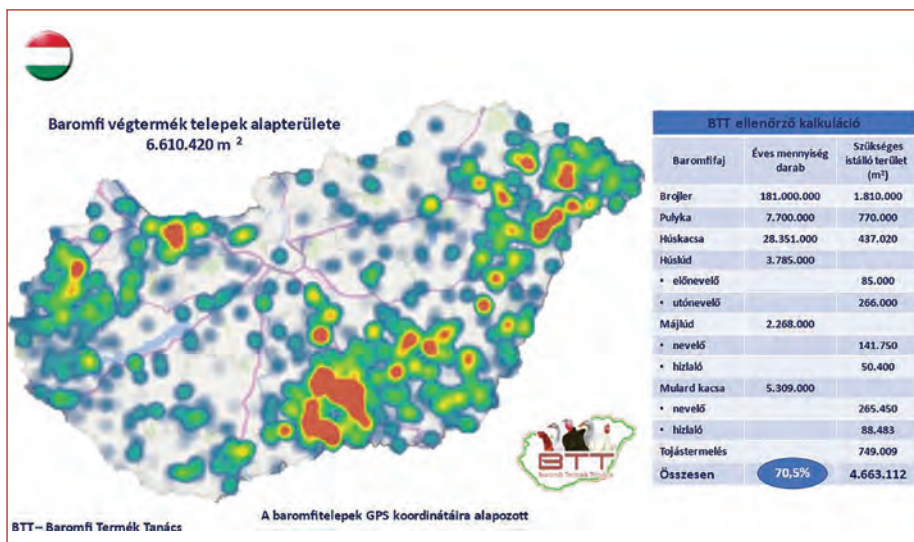 Baromfi végtermék telepek alapterülete
6.610.420 m ²
BTT ellenőrző kalkuláció
Baromfifaj Éves mennyiség darab Szükséges istálló terület (m²)
Brojler 181.000.000 1.810.000
Pulyka 7.700.000 770.000
Húskacsa 28.351.000 437.020
Húslúd 3.785.000
• előnevelő 85.000
• utónevelő 266.000
Májlúd 2.268.000
• nevelő 141.750
• hizlaló 50.400
Mulard kacsa 5.309.000
• nevelő 265.450
• hizlaló 88.483
Tojástermelés 749.009
Összesen 70,5% 4.663.112
BTT
Baromfi Termék Tanács
A baromfitelepek GPS koordinátáira alapozott
BTT – Baromfi Termék Tanács